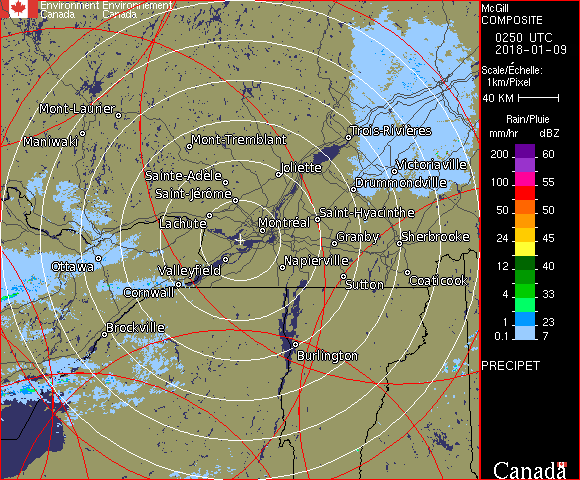 Environment Environnement
Canada Canada
McGill
COMPOSITE
0250 UTC
2018-01-09
Scale/Échelle:
1km/Pixel
40 KM
Rain/Pluie
mm/hr dBZ
200 60
100 55
50 50
24 45
12 40
4 33
1 23
0.1 7
PRECIPET
Canada
Mont-Laurier
Maniwaki
Mont-Tremblant
Trois-Rivières
Joliette
Victoriaville
Sainte-Adèle
Drummondville
Saint-Jérôme
Lachute
Saint-Hyacinthe
Montréal
Granby
Sherbrooke
Ottawa
Valleyfield
Napierville
Cornwall
Sutton
Coaticook
Brockville
Burlington